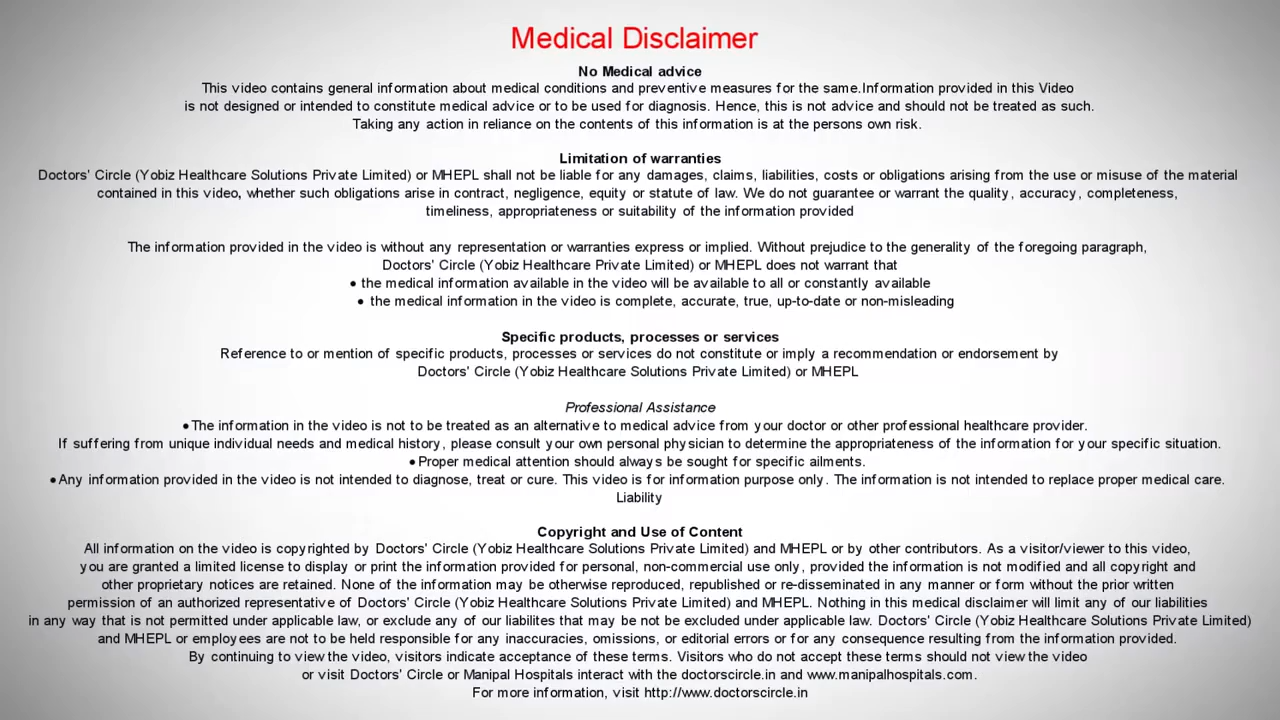 Medical Disclaimer
No Medical advice
This video contains general information about medical conditions and preventive measures for the same.Information provided in this Video
is not designed or intended to constitute medical advice or to be used for diagnosis. Hence, this is not advice and should not be treated as such.
Taking any action in reliance on the contents of this information is at the persons own risk.
Limitation of warranties
Doctors' Circle (Yobiz Healthcare Solutions Private Limited) or MHEPL shall not be liable for any damages, claims, liabilities, costs or obligations arising from the use or misuse of the material
contained in this video, whether such obligations arise in contract, negligence, equity or statute of law. We do not guarantee or warrant the quality, accuracy, completeness,
timeliness, appropriateness or suitability of the information provided
The information provided in the video is without any representation or warranties express or implied. Without prejudice to the generality of the foregoing paragraph,
Doctors' Circle (Yobiz Healthcare Private Limited) or MHEPL does not warrant that
• the medical information available in the video will be available to all or constantly available
• the medical information in the video is complete, accurate, true, up-to-date or non-misleading
Specific products, processes or services
Reference to or mention of specific products, processes or services do not constitute or imply a recommendation or endorsement by
Doctors' Circle (Yobiz Healthcare Solutions Private Limited) or MHEPL
Professional Assistance
•The information in the video is not to be treated as an alternative to medical advice from your doctor or other professional healthcare provider.
If suffering from unique individual needs and medical history, please consult your own personal physician to determine the appropriateness of the information for your specific situation.
•Proper medical attention should always be sought for specific ailments.
•Any information provided in the video is not intended to diagnose, treat or cure. This video is for information purpose only. The information is not intended to replace proper medical care.
Liability
Copyright and Use of Content
All information on the video is copyrighted by Doctors' Circle (Yobiz Healthcare Solutions Private Limited) and MHEPL or by other contributors. As a visitor/viewer to this video,
you are granted a limited license to display or print the information provided for personal, non-commercial use only, provided the information is not modified and all copyright and
other proprietary notices are retained. None of the information may be otherwise reproduced, republished or re-disseminated in any manner or form without the prior written
permission of an authorized representative of Doctors' Circle (Yobiz Healthcare Solutions Private Limited) and MHEPL. Nothing in this medical disclaimer will limit any of our liabilities
in any way that is not permitted under applicable law, or exclude any of our liabilites that may be not be excluded under applicable law. Doctors' Circle (Yobiz Healthcare Solutions Private Limited)
and MHEPL or employees are not to be held responsible for any inaccuracies, omissions, or editorial errors or for any consequence resulting from the information provided.
By continuing to view the video, visitors indicate acceptance of these terms. Visitors who do not accept these terms should not view the video
or visit Doctors' Circle or Manipal Hospitals interact with the doctorscircle.in and www.manipalhospitals.com.
For more information, visit http://www.doctorscircle.in